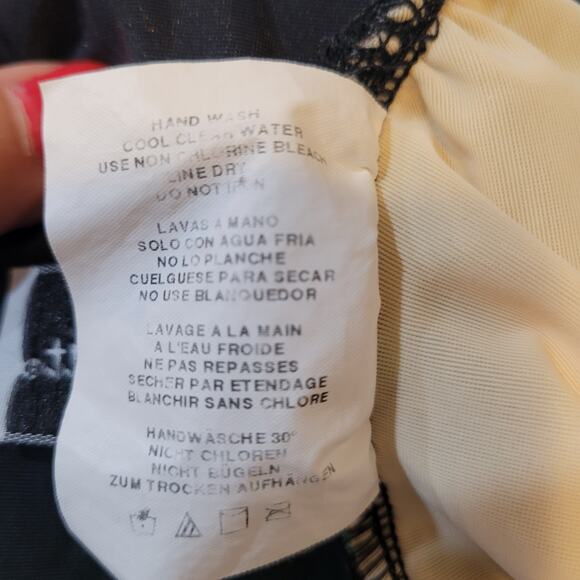 HAND WASH
COOL CLEAR WATER
USE NON CHLORINE BLEACH
LINE DRY
DO NOT IRON
LAVAS A MANO
SOLO CON AGUA FRIA
NO LO PLANCHE
CUELGUESE PARA SECAR
NO USE BLANQUEDOR
LAVAGE A LA MAIN
A L'EAU FROIDE
NE PAS REPASSES
SECHER PAR ETENDAGE
BLANCHIR SANS CHLORE
HANDWÄSCHE 30°
NICHT CHLOREN
NICHT BÜGELN
ZUM TROCKEN AUFHÄNGEN